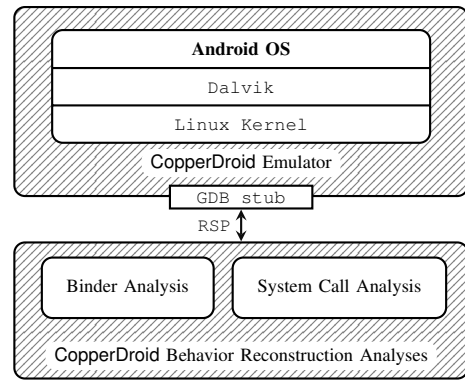 Android OS
Dalvik
Linux Kernel
CopperDroid Emulator
GDB stub
RSP
Binder Analysis
System Call Analysis
CopperDroid Behavior Reconstruction Analyses